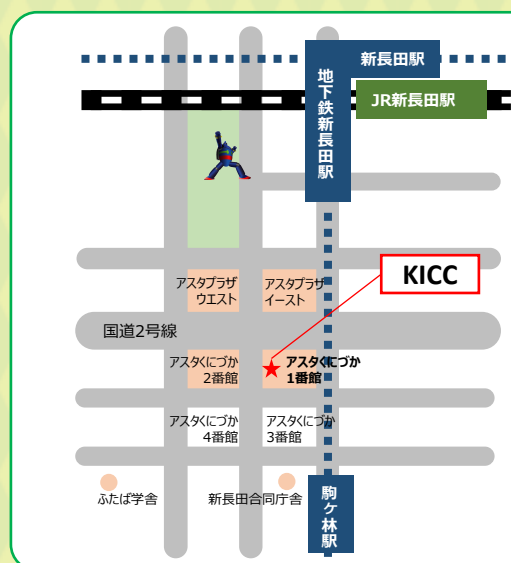 新長田駅
JR新長田駅
地下鉄新長田駅
アスタプラザ
ウエスト
アスタプラザ
イースト
KICC
国道2号線
アスタくにづか
2番館
アスタくにづか
1番館
アスタくにづか
4番館
アスタくにづか
3番館
ふたば学舎
新長田合同庁舎
駒ヶ林駅